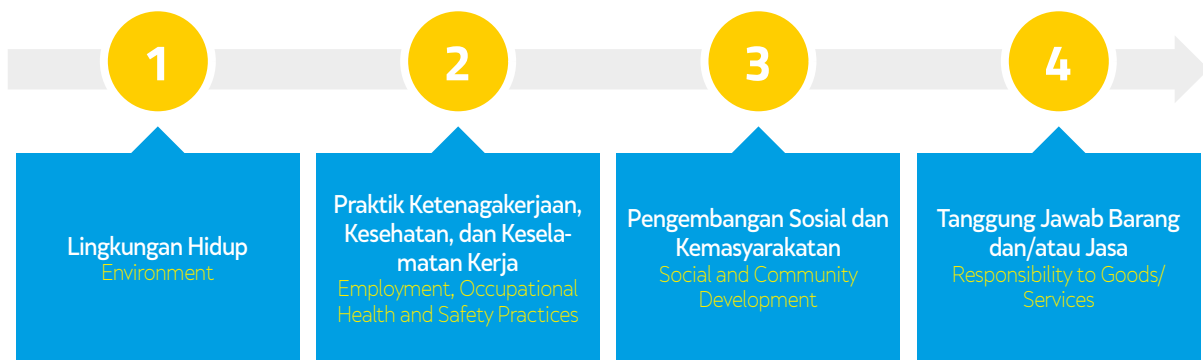 1
2
3
4
Lingkungan Hidup
Environment
Praktik Ketenagakerjaan,
Kesehatan, dan Kesela-
matan Kerja
Employment, Occupational
Health and Safety Practices
Pengembangan Sosial dan
Kemasyarakatan
Social and Community
Development
Tanggung Jawab Barang
dan/atau Jasa
Responsibility to Goods/
Services